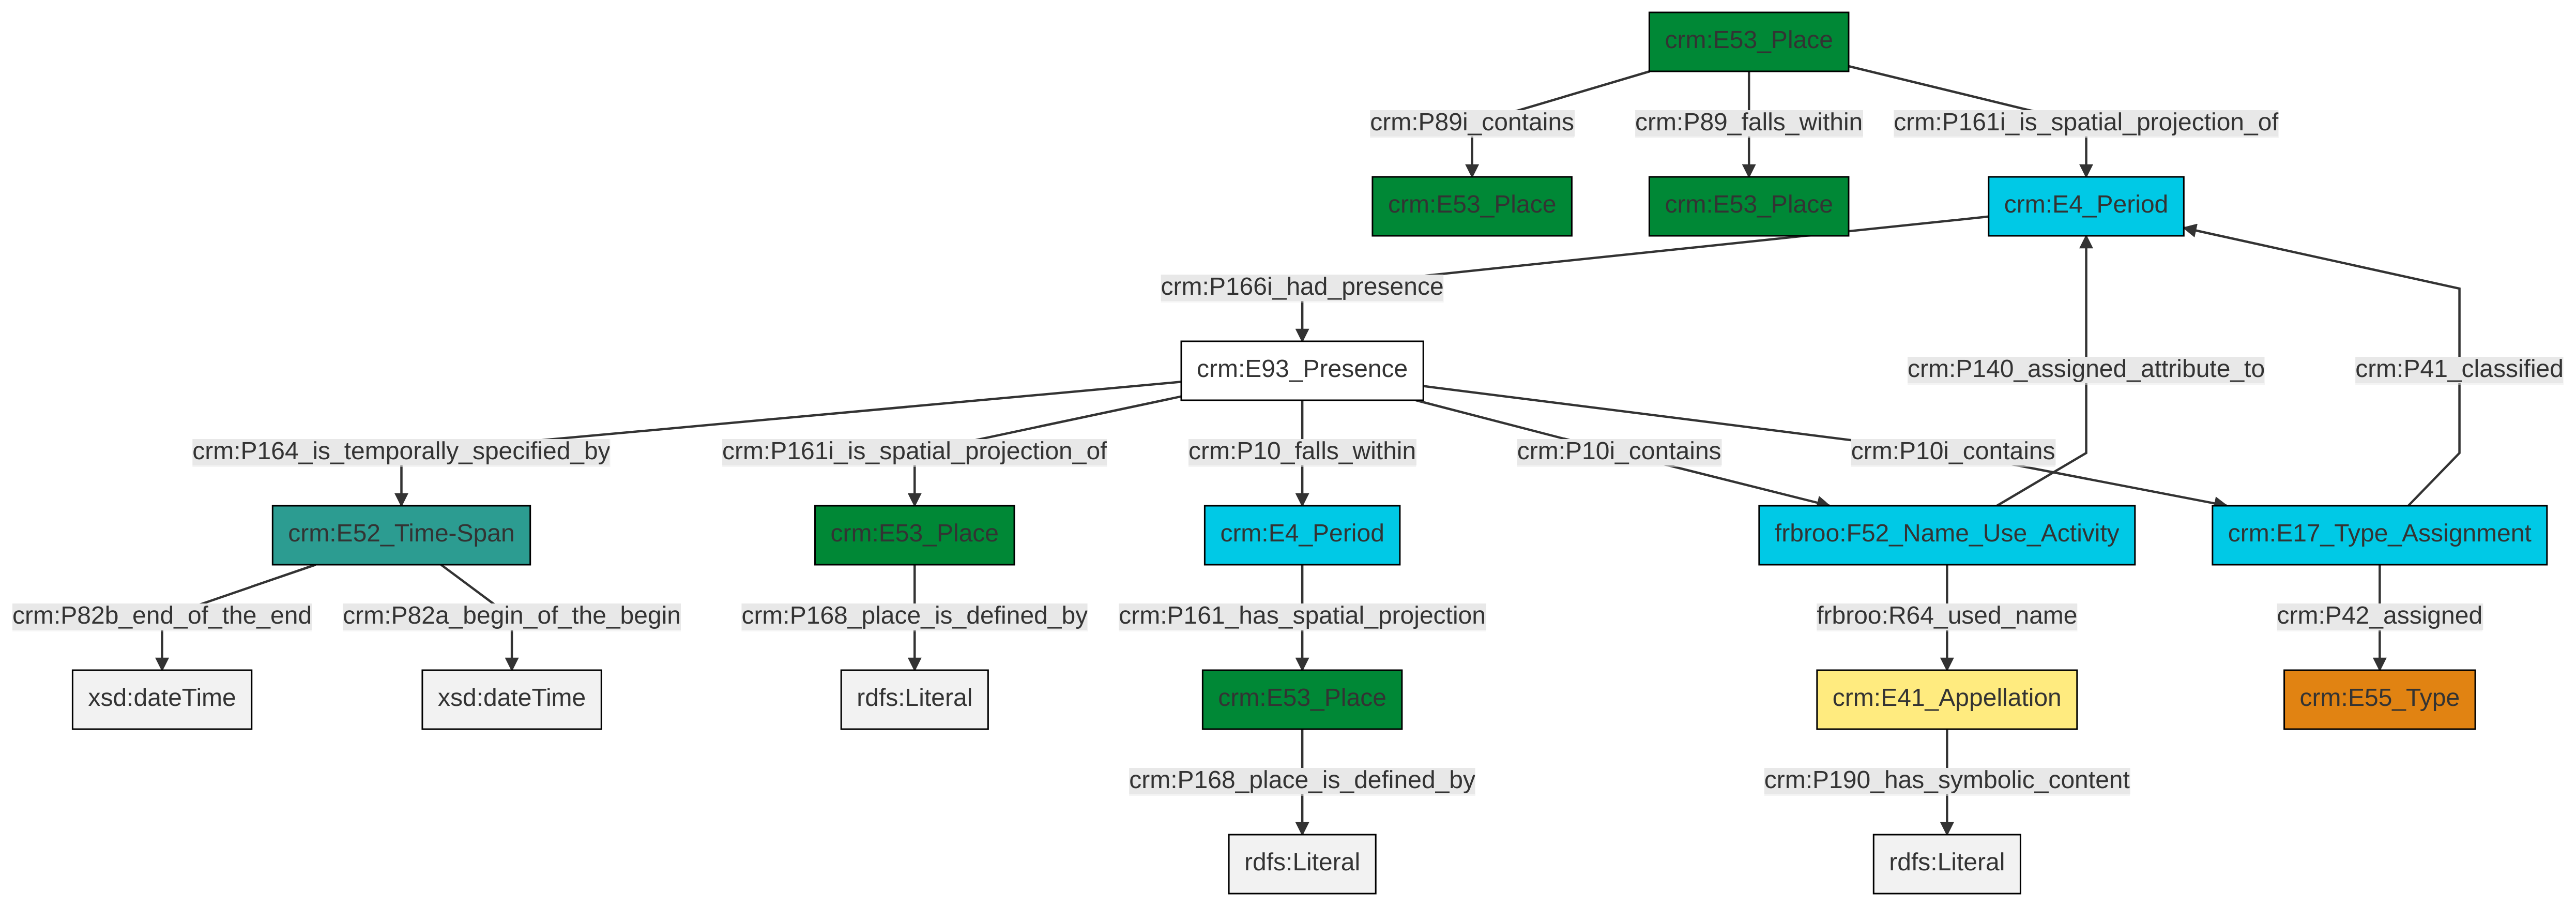 crm:E53_Place
crm:P89i_contains
crm:P89_falls_within
crm:P161i_is_spatial_projection_of
crm:E53_Place
crm:E53_Place
crm:E4_Period
crm:P166i_had_presence
crm:E93_Presence
crm:P140_assigned_attribute_to
crm:P41_classified
crm:P164_is_temporally_specified_by
crm:P161i_is_spatial_projection_of
crm:P10_falls_within
crm:P10i_contains
crm:P10i_contains
crm:E52_Time-Span
crm:E53_Place
crm:E4_Period
frbroo:F52_Name_Use_Activity
crm:E17_Type_Assignment
crm:P82b_end_of_the_end
crm:P82a_begin_of_the_begin
crm:P168_place_is_defined_by
crm:P161_has_spatial_projection
frbroo:R64_used_name
crm:P42_assigned
xsd:dateTime
xsd:dateTime
rdfs:Literal
crm:E53_Place
crm:E41_Appellation
crm:E55_Type
crm:P168_place_is_defined_by
crm:P190_has_symbolic_content
rdfs:Literal
rdfs:Literal